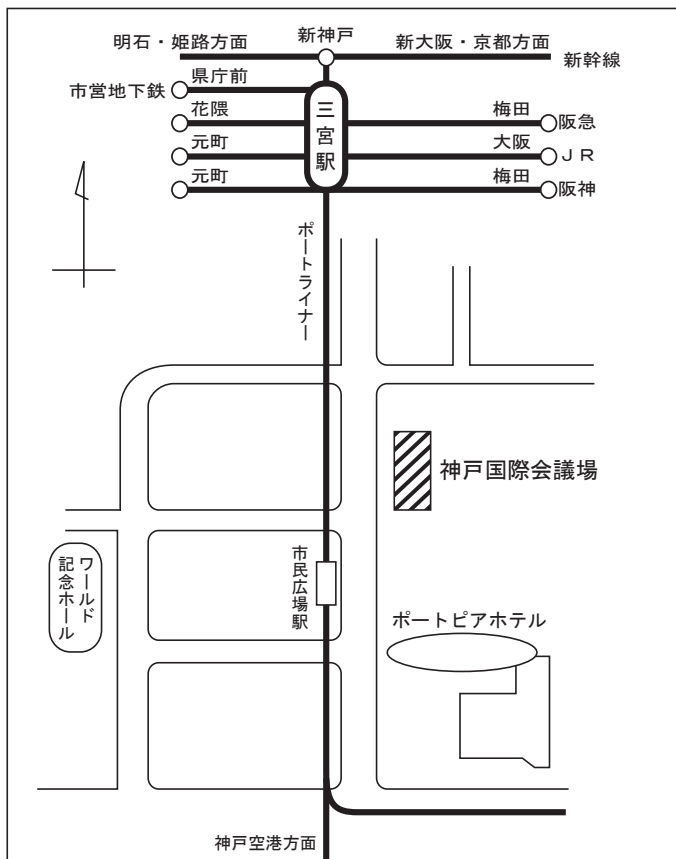 新神戸
明石・姫路方面
新大阪・京都方面
新幹線
市営地下鉄
県庁前
三宮駅
花隈
梅田
阪急
元町
大阪
ＪＲ
元町
梅田
阪神
ポートライナー
神戸国際会議場
市民広場駅
ワールド
記念ホール
ポートピアホテル
神戸空港方面